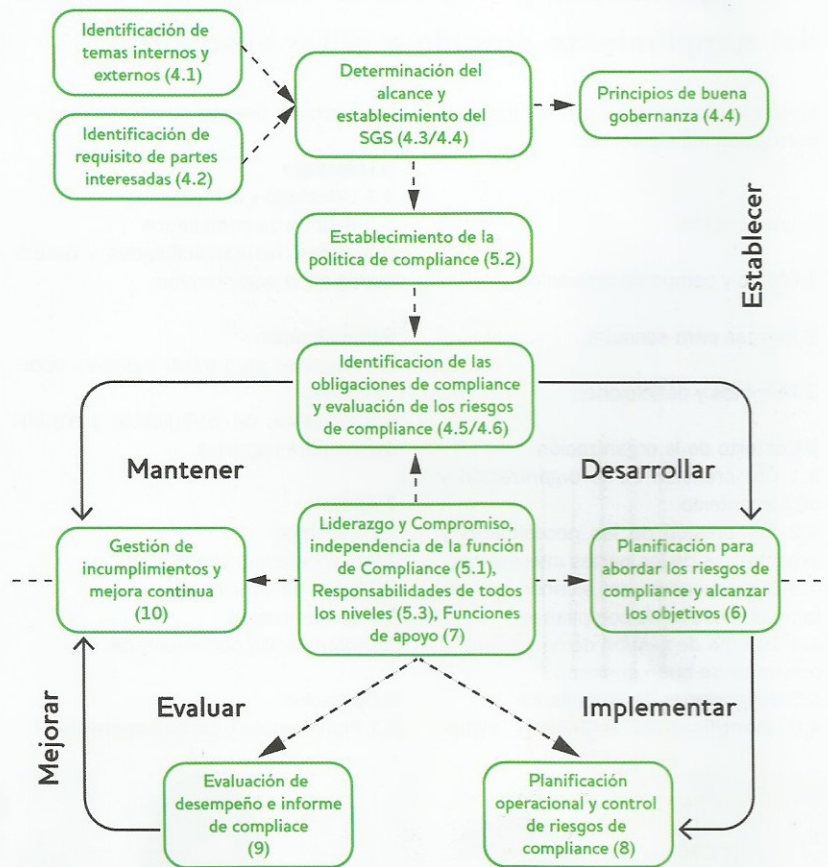 Identificación de
temas internos y
externos (4.1)
Identificación de
requisito de partes
interesadas (4.2)
Determinación del
alcance y
establecimiento del
SGS (4.3/4.4)
Principios de buena
gobernanza (4.4)
Establecimiento de la
política de compliance (5.2)
Establecer
Identificacion de las
obligaciones de compliance
y evaluación de los riesgos
de compliance (4.5/4.6)
Mantener
Desarrollar
Gestión de
incumplimientos y
mejora continua
(10)
Liderazgo y Compromiso,
independencia de la función
de Compliance (5.1),
Responsabilidades de todos
los niveles (5.3), Funciones
de apoyo (7)
Planificación para
abordar los riesgos de
compliance y alcanzar
los objetivos (6)
Mejorar
Evaluar
Implementar
Evaluación de
desempeño e informe
de compliace
(9)
Planificación
operacional y control
de riesgos de
compliance (8)